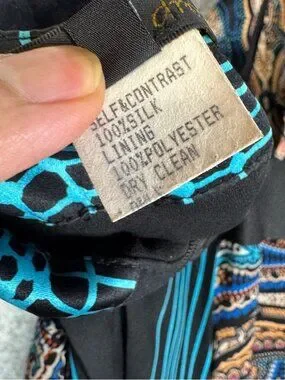 SELF&CONTRAST
100%SILK
LINING
100%POLYESTER
DRY CLEAN